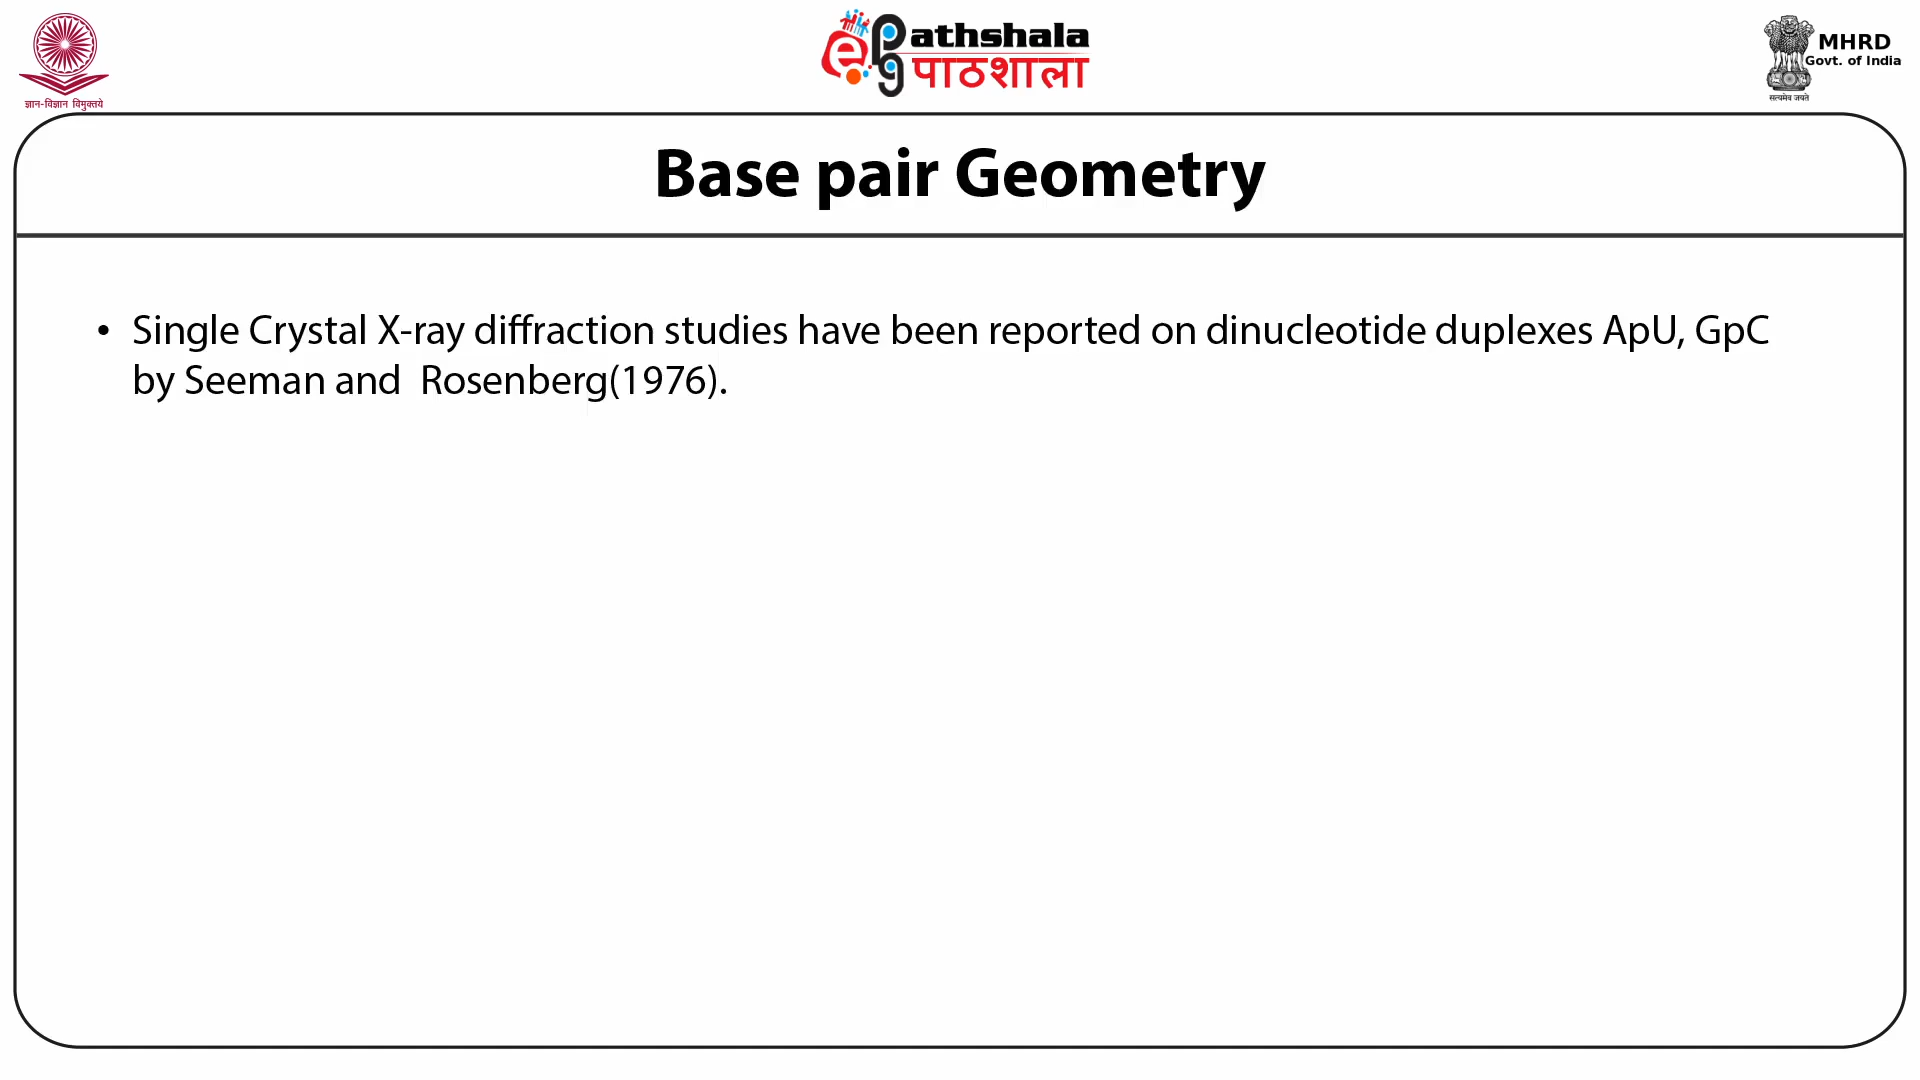 ज्ञान-विज्ञान विमुक्तये
ePathshala
पाठशाला
MHRD
Govt. of India
सत्यमेव जयते
Base pair Geometry
• Single Crystal X-ray diffraction studies have been reported on dinucleotide duplexes ApU, GpC
by Seeman and Rosenberg(1976).